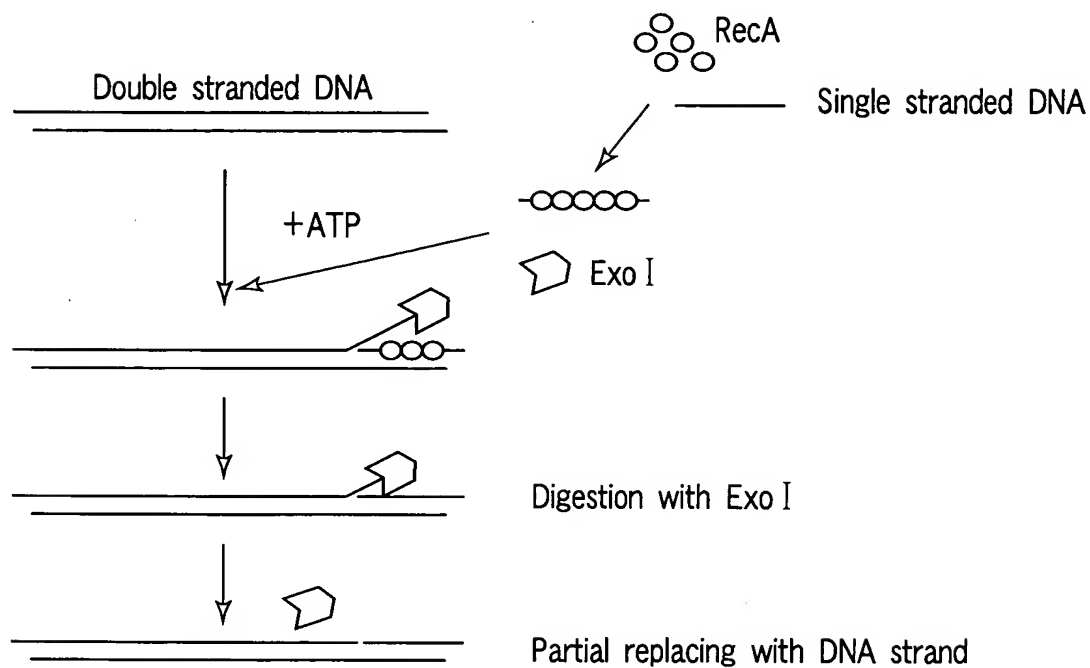 RecA
Double stranded DNA
Single stranded DNA
+ATP
Exo I
Digestion with Exo I
Partial replacing with DNA strand